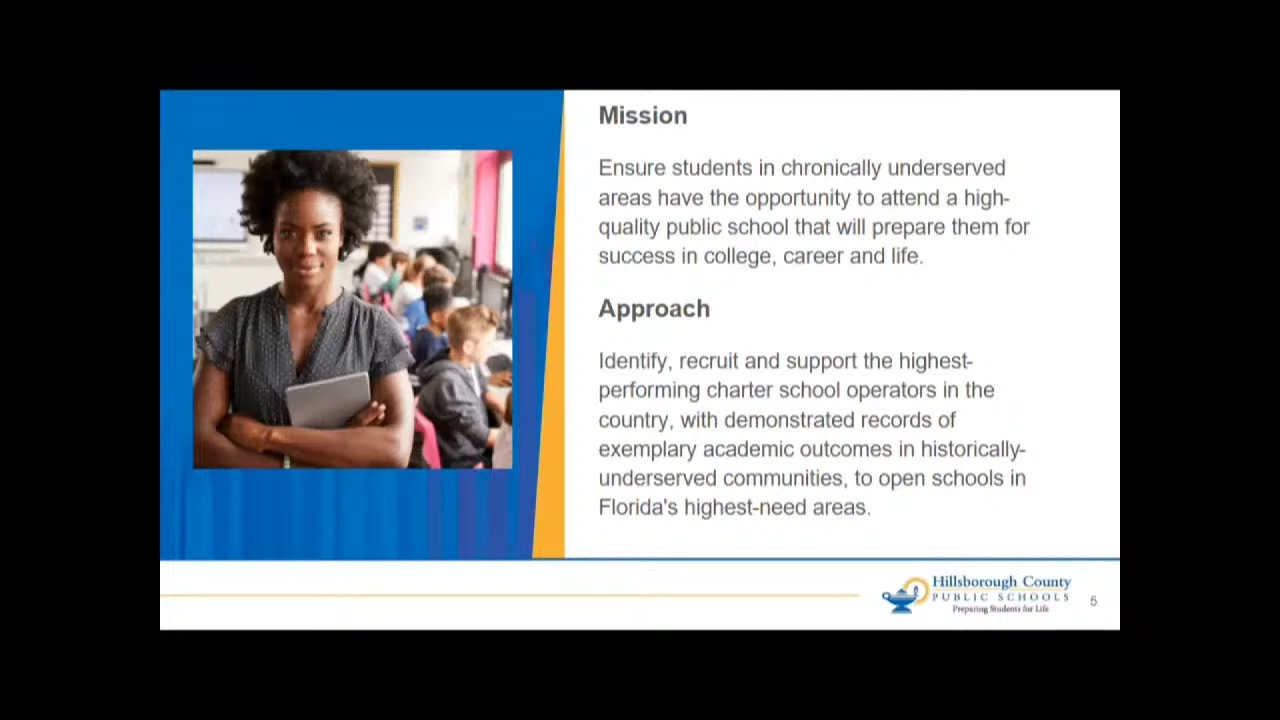 Mission
Ensure students in chronically underserved
areas have the opportunity to attend a high-
quality public school that will prepare them for
success in college, career and life.
Approach
Identify, recruit and support the highest-
performing charter school operators in the
country, with demonstrated records of
exemplary academic outcomes in historically-
underserved communities, to open schools in
Florida's highest-need areas.
Hillsborough County
PUBLIC SCHOOLS
Preparing Students for Life
5